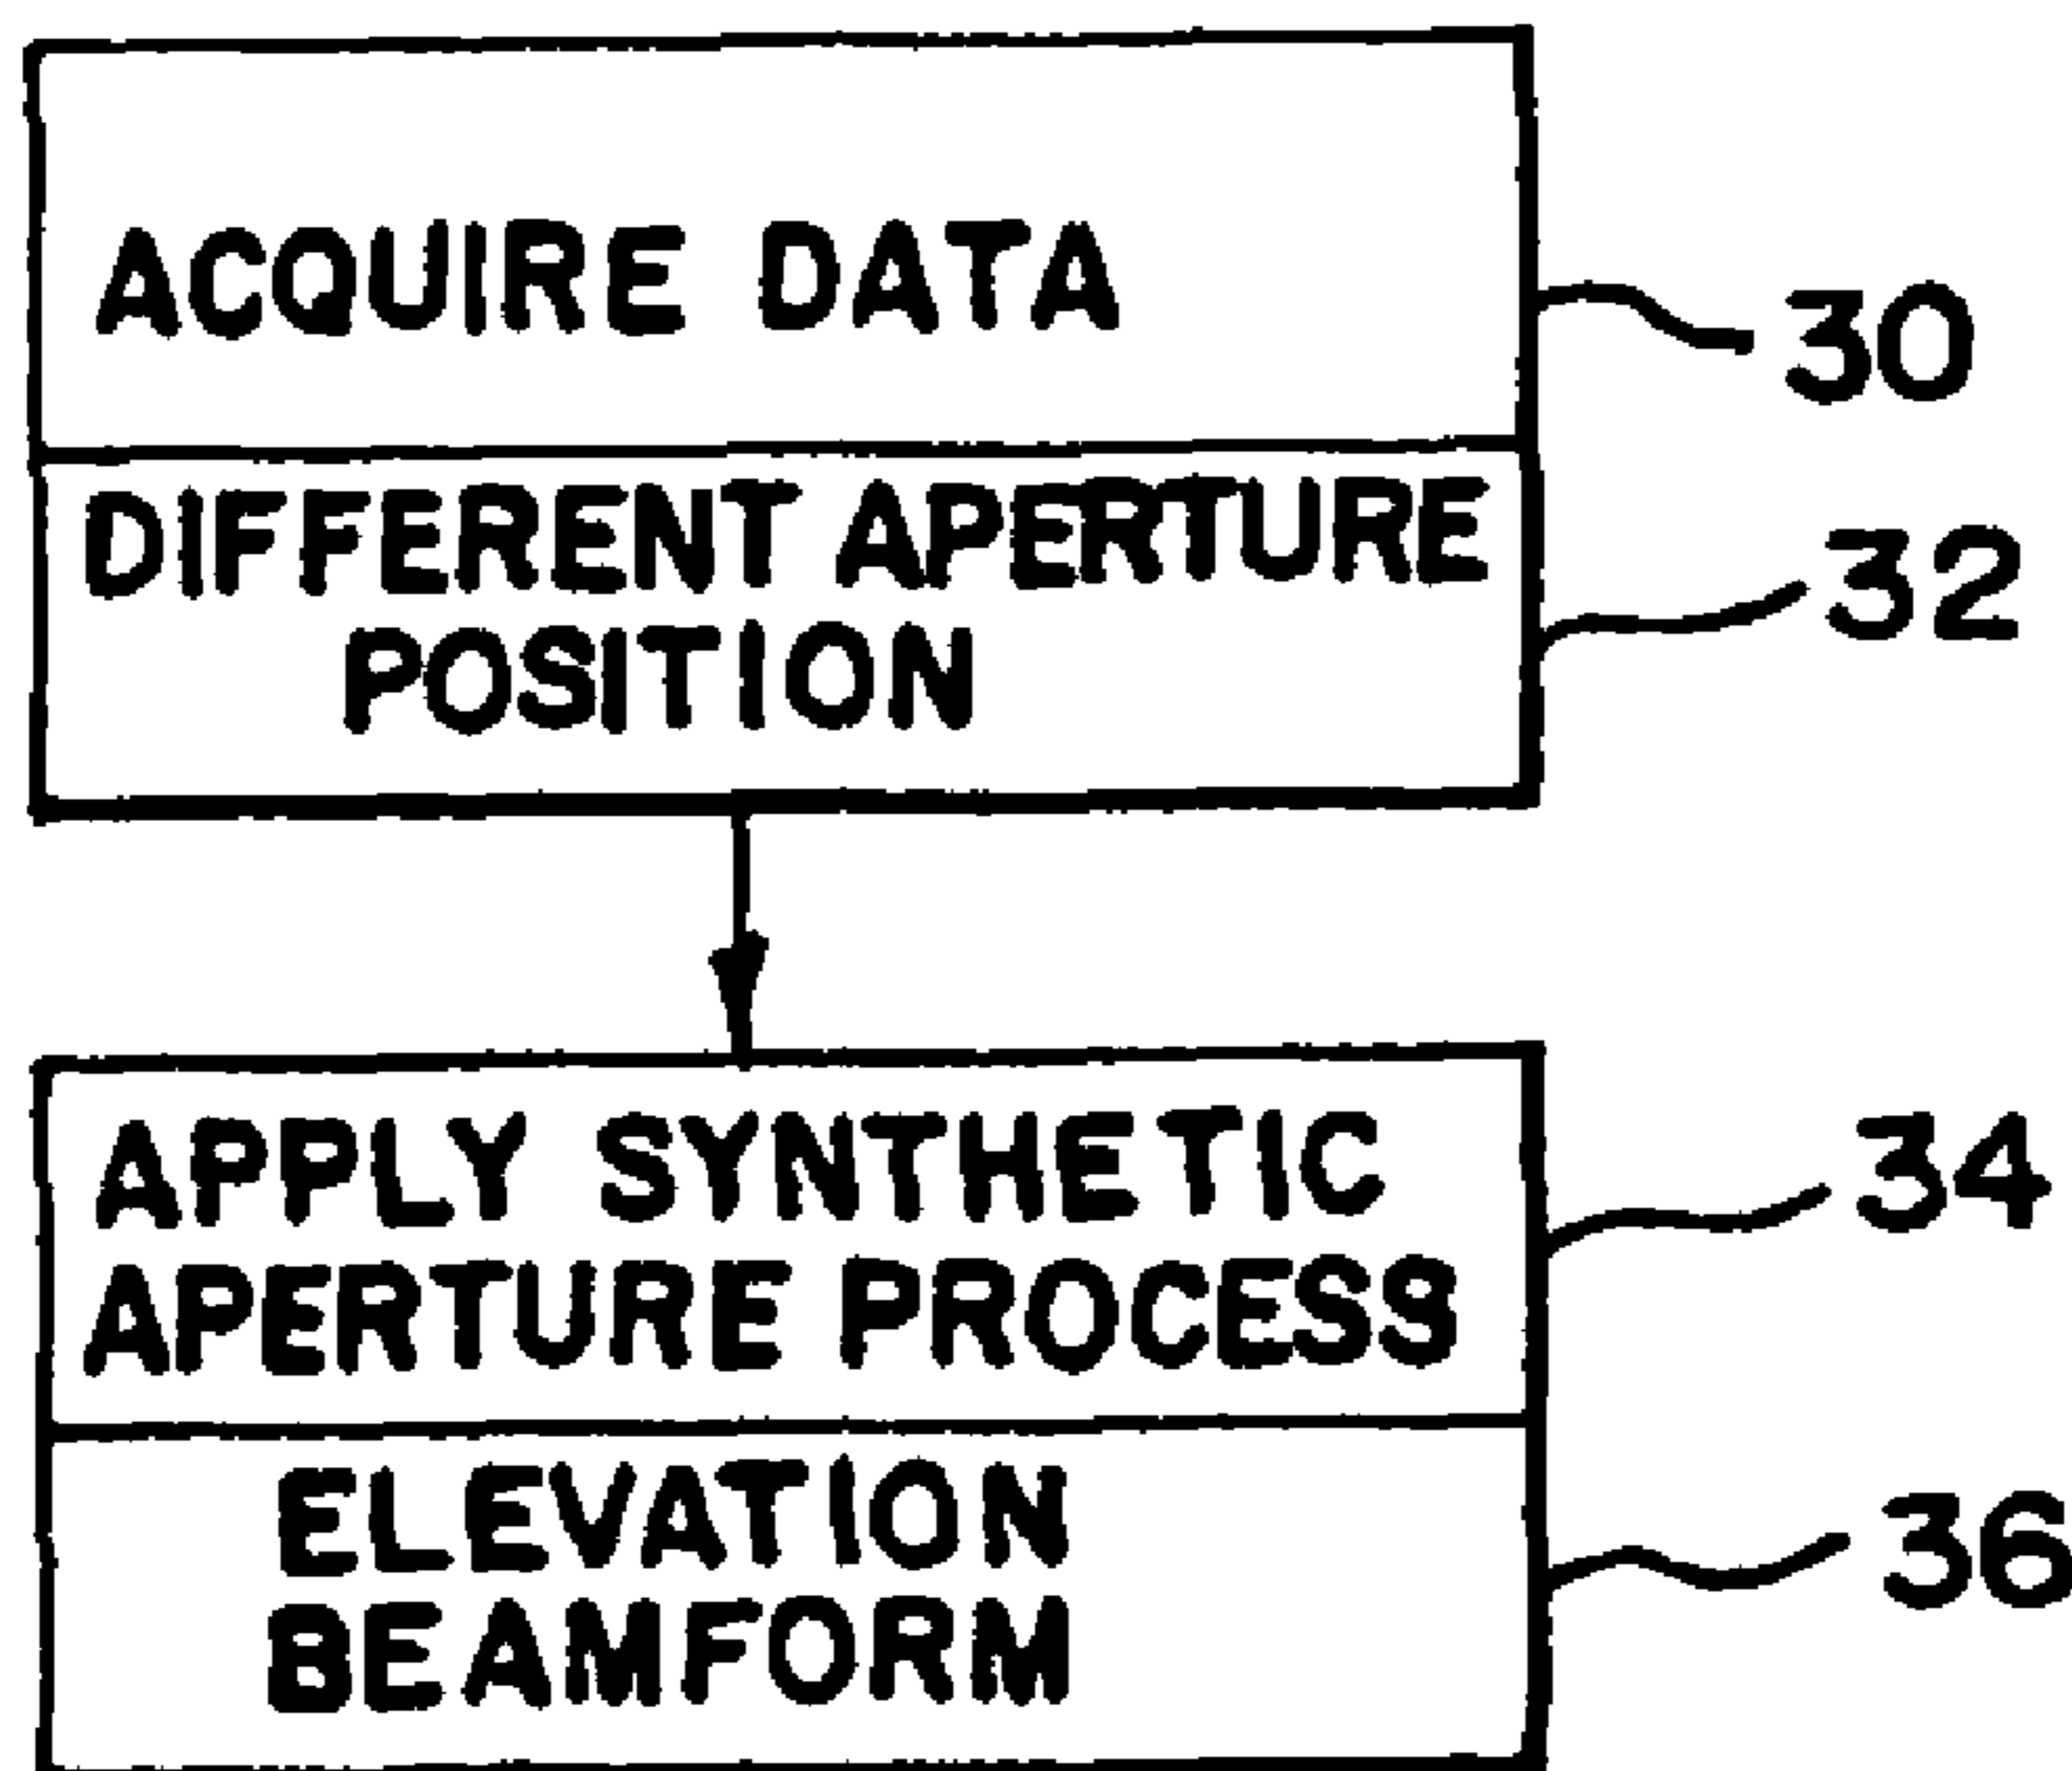 ACQUIRE DATA
30
DIFFERENT APERTURE
POSITION
32
APPLY SYNTHETIC
APERTURE PROCESS
34
ELEVATION
BEAMFORM
36